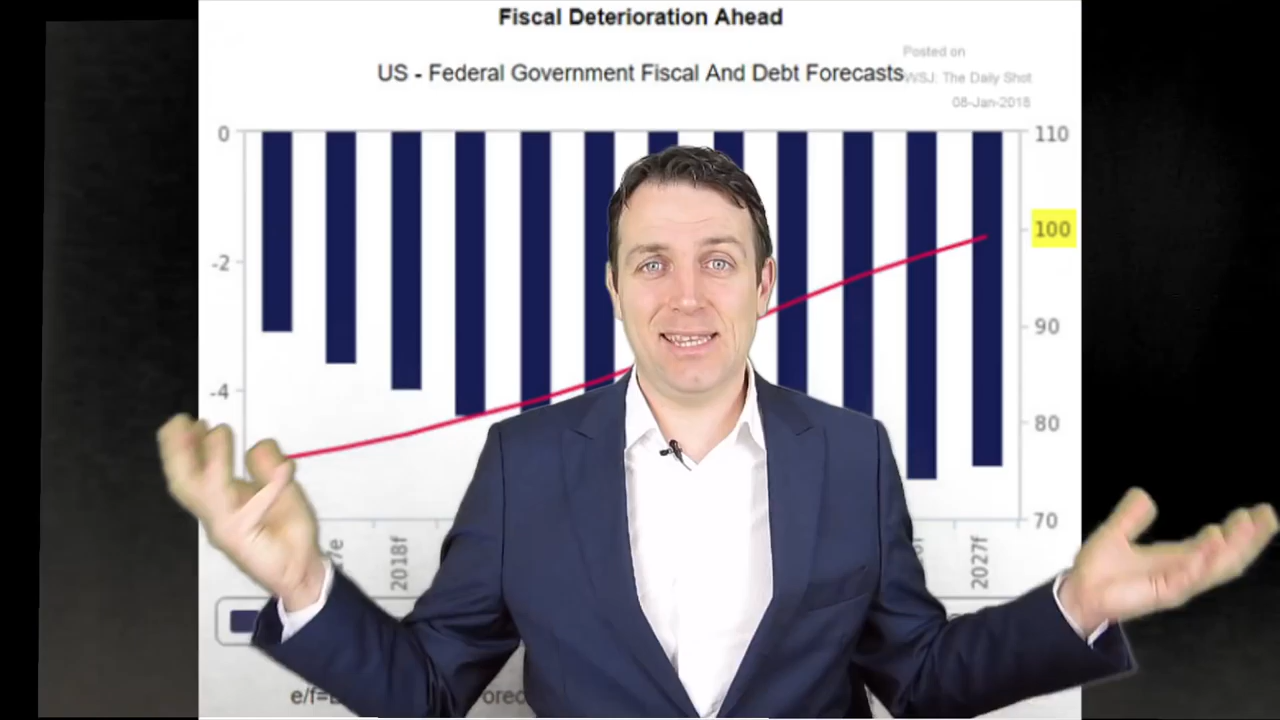 Fiscal Deterioration Ahead
US - Federal Government Fiscal And Debt Forecasts
Posted on
WSJ: The Daily Shot
08-Jan-2018
0
110
100
-2
90
-4
80
70
2018f
2027f